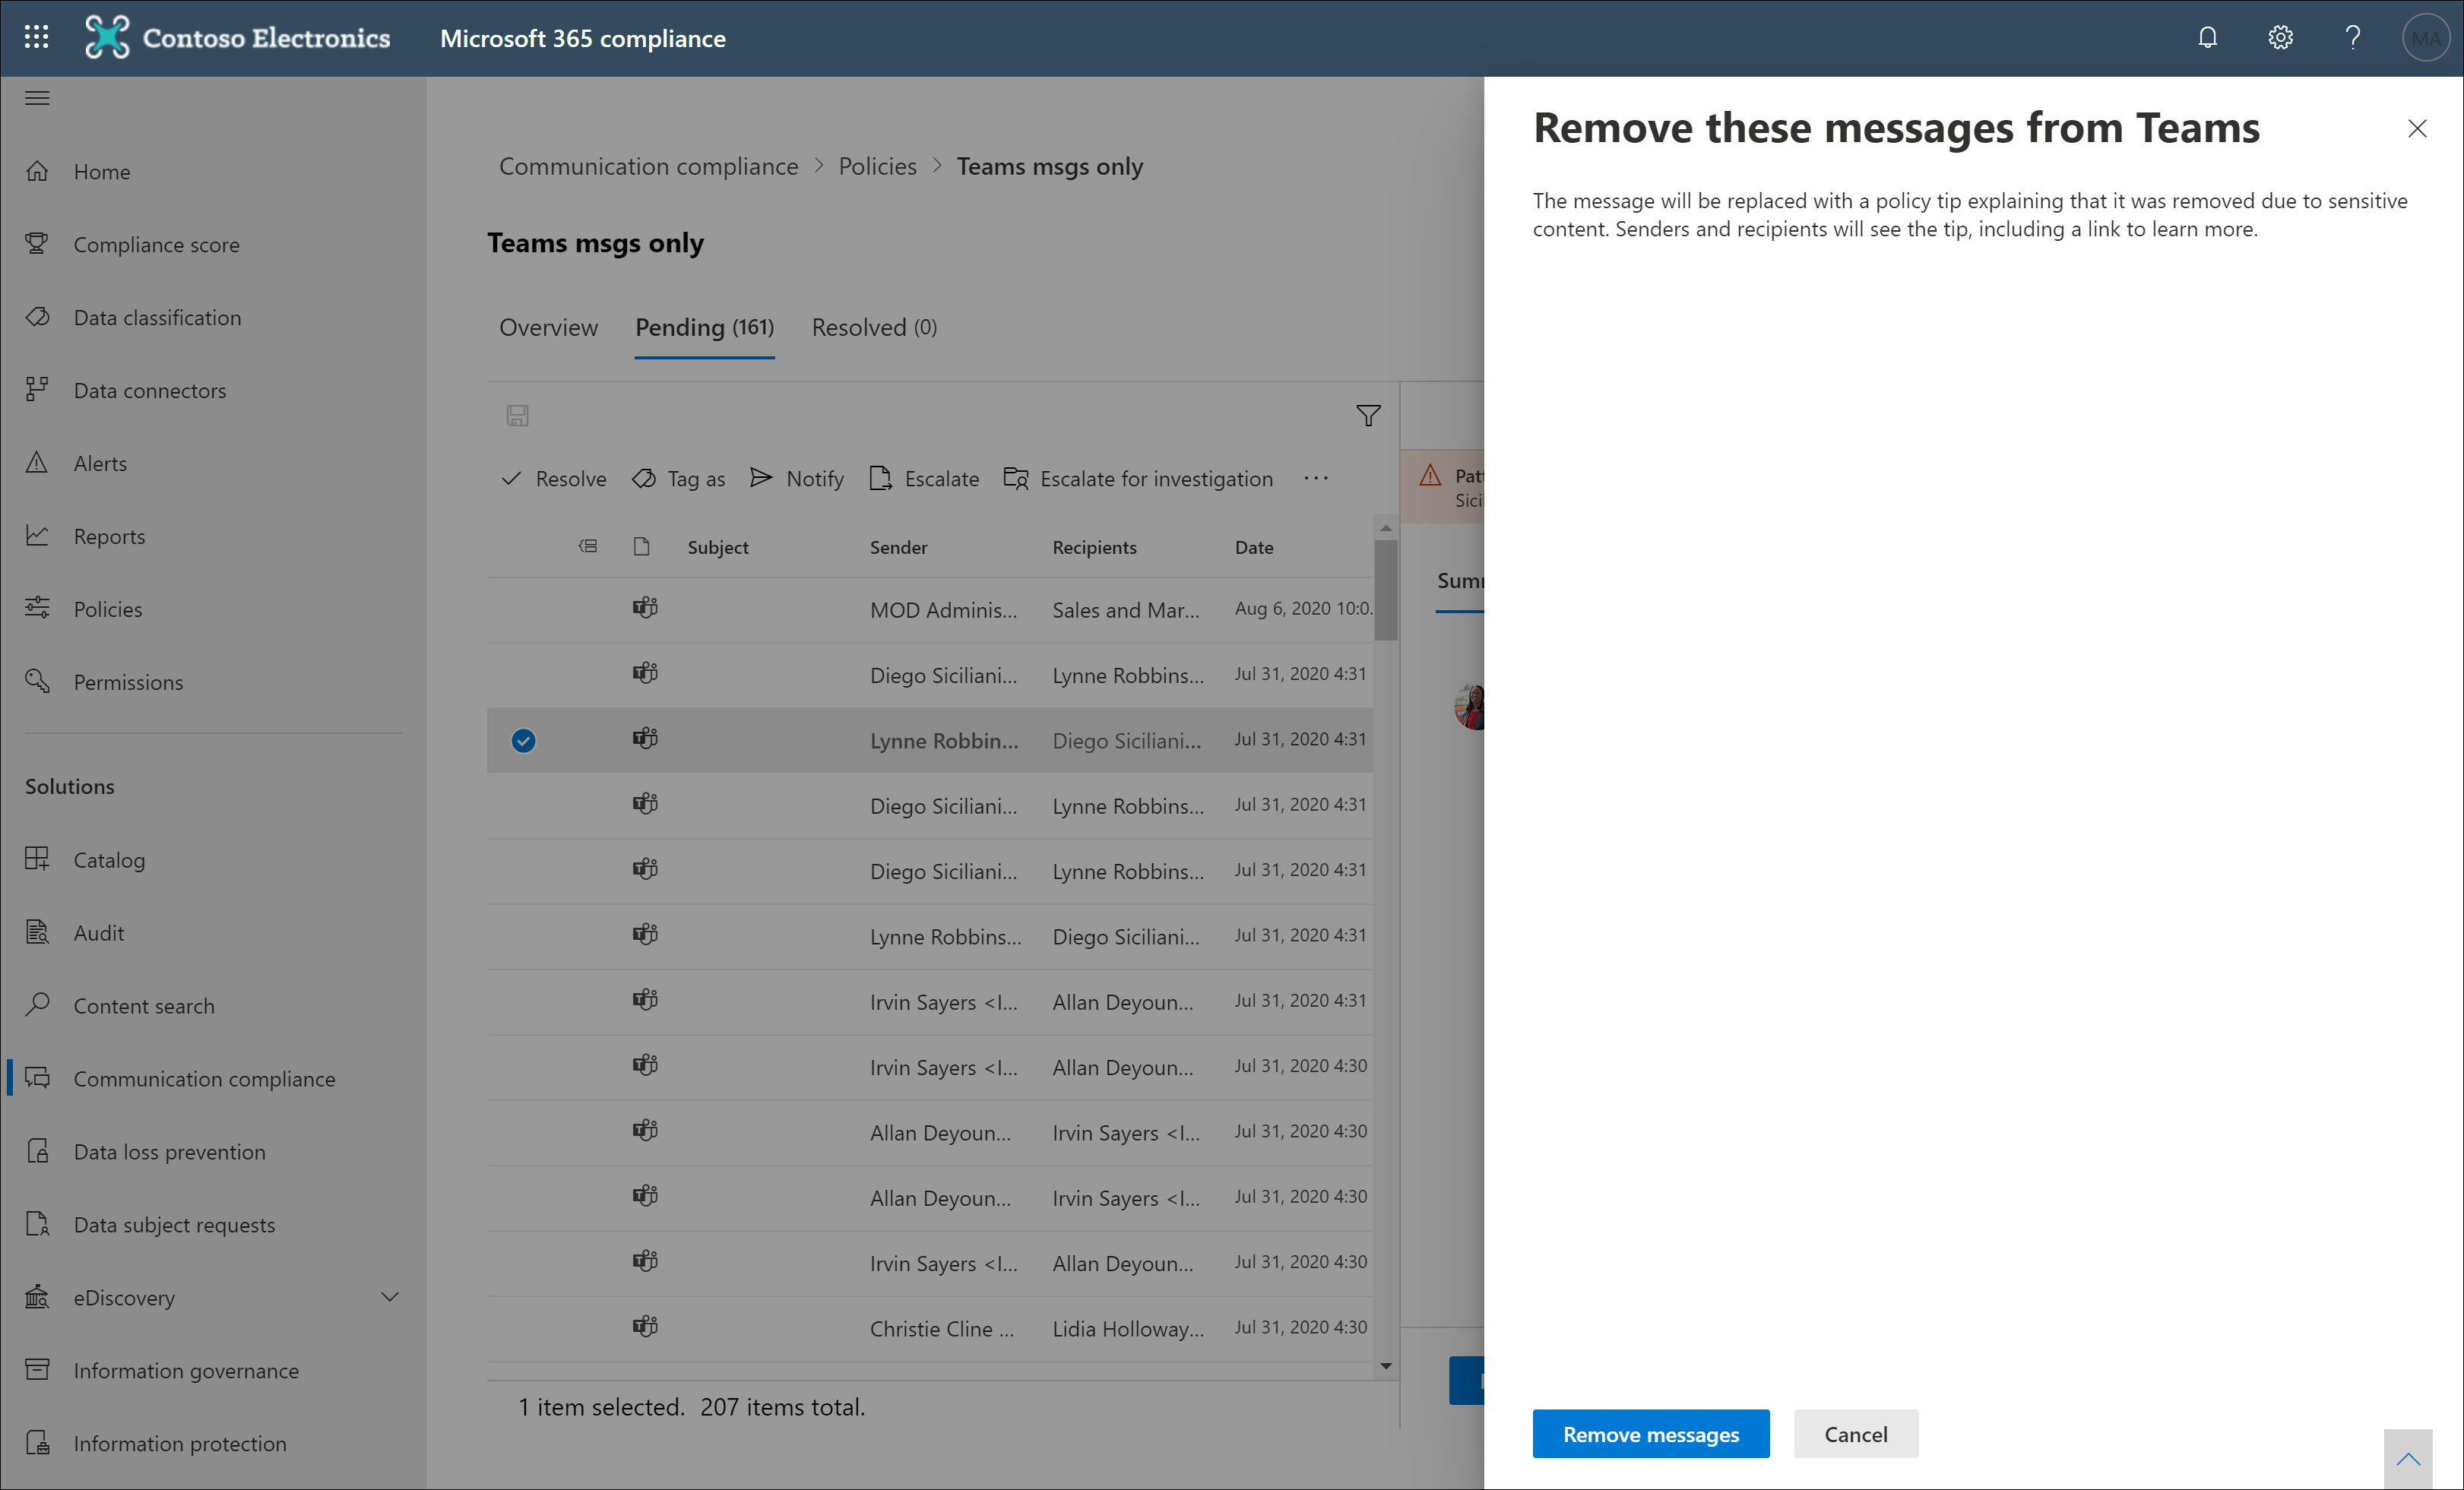 Contoso Electronics
Microsoft 365 compliance
MA
Home
Compliance score
Data classification
Data connectors
Alerts
Reports
Policies
Permissions
Solutions
Catalog
Audit
Content search
Communication compliance
Data loss prevention
Data subject requests
eDiscovery
Information governance
Information protection
Communication compliance > Policies > Teams msgs only
Teams msgs only
Overview Pending (161) Resolved (0)
Resolve Tag as Notify Escalate Escalate for investigation ...
Subject Sender Recipients Date
MOD Adminis... Sales and Mar... Aug 6, 2020 10:0.
Diego Siciliani... Lynne Robbins... Jul 31, 2020 4:31
Lynne Robbin... Diego Siciliani... Jul 31, 2020 4:31
Diego Siciliani... Lynne Robbins... Jul 31, 2020 4:31
Diego Siciliani... Lynne Robbins... Jul 31, 2020 4:31
Lynne Robbins... Diego Siciliani... Jul 31, 2020 4:31
Irvin Sayers <I... Allan Deyoun... Jul 31, 2020 4:31
Irvin Sayers <I... Allan Deyoun... Jul 31, 2020 4:30
Allan Deyoun... Irvin Sayers <I... Jul 31, 2020 4:30
Allan Deyoun... Irvin Sayers <I... Jul 31, 2020 4:30
Irvin Sayers <I... Allan Deyoun... Jul 31, 2020 4:30
Christie Cline ... Lidia Holloway... Jul 31, 2020 4:30
1 item selected. 207 items total.
Patt
Sicil
Sum
Remove these messages from Teams
The message will be replaced with a policy tip explaining that it was removed due to sensitive
content. Senders and recipients will see the tip, including a link to learn more.
Remove messages Cancel